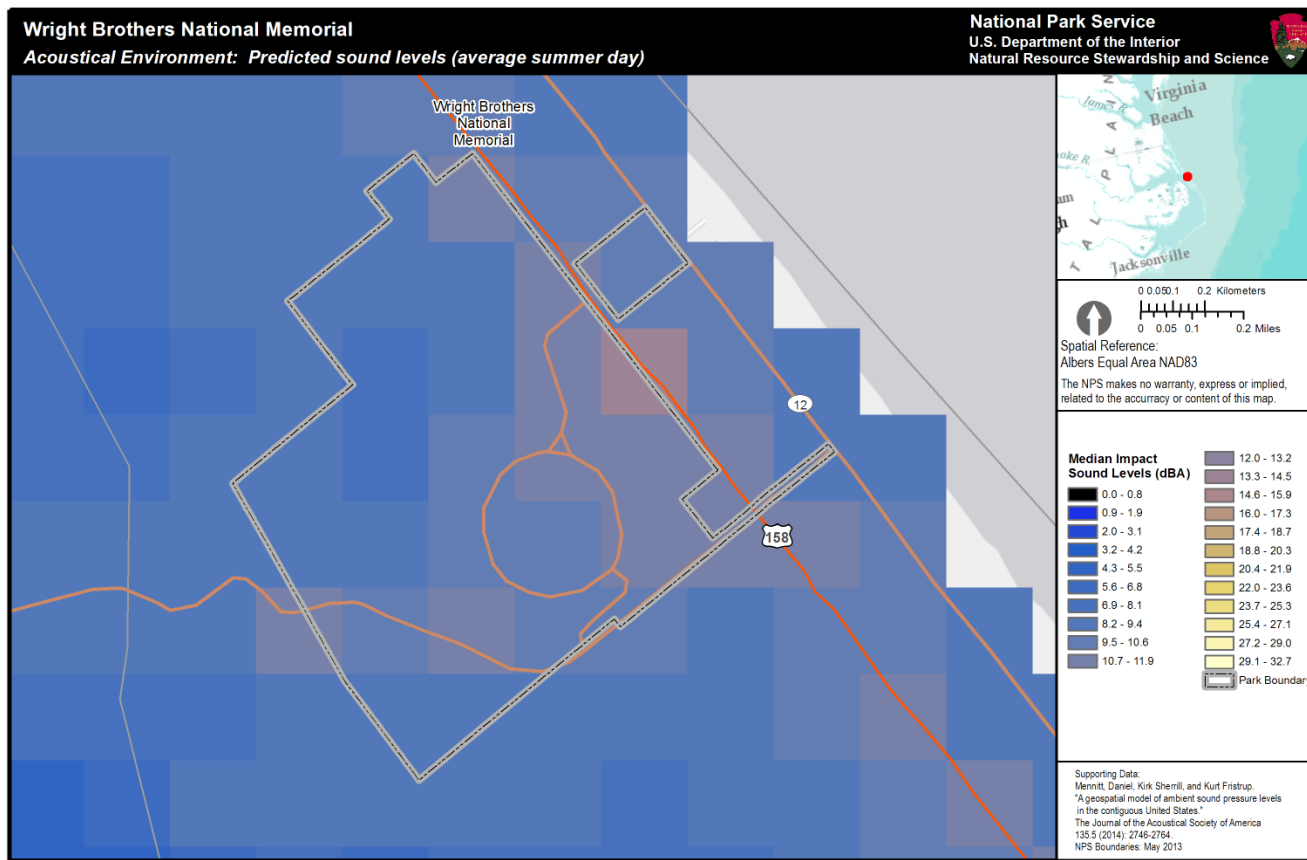 Wright Brothers National Memorial
Acoustical Environment: Predicted sound levels (average summer day)
National Park Service
U.S. Department of the Interior
Natural Resource Stewardship and Science
Wright Brothers
National
Memorial
12
158
Virginia
Beach
James R.
oke R.
T A L P L A I N
am
gh
Jacksonville
0 0.050.1 0.2 Kilometers
0 0.05 0.1 0.2 Miles
Spatial Reference:
Albers Equal Area NAD83
The NPS makes no warranty, express or implied,
related to the accurracy or content of this map.
Median Impact
Sound Levels (dBA)
0.0 - 0.8
0.9 - 1.9
2.0 - 3.1
3.2 - 4.2
4.3 - 5.5
5.6 - 6.8
6.9 - 8.1
8.2 - 9.4
9.5 - 10.6
10.7 - 11.9
12.0 - 13.2
13.3 - 14.5
14.6 - 15.9
16.0 - 17.3
17.4 - 18.7
18.8 - 20.3
20.4 - 21.9
22.0 - 23.6
23.7 - 25.3
25.4 - 27.1
27.2 - 29.0
29.1 - 32.7
Park Boundary
Supporting Data:
Mennitt, Daniel, Kirk Sherrill, and Kurt Fristrup.
"A geospatial model of ambient sound pressure levels
in the contiguous United States."
The Journal of the Acoustical Society of America
135.5 (2014): 2746-2764.
NPS Boundaries: May 2013